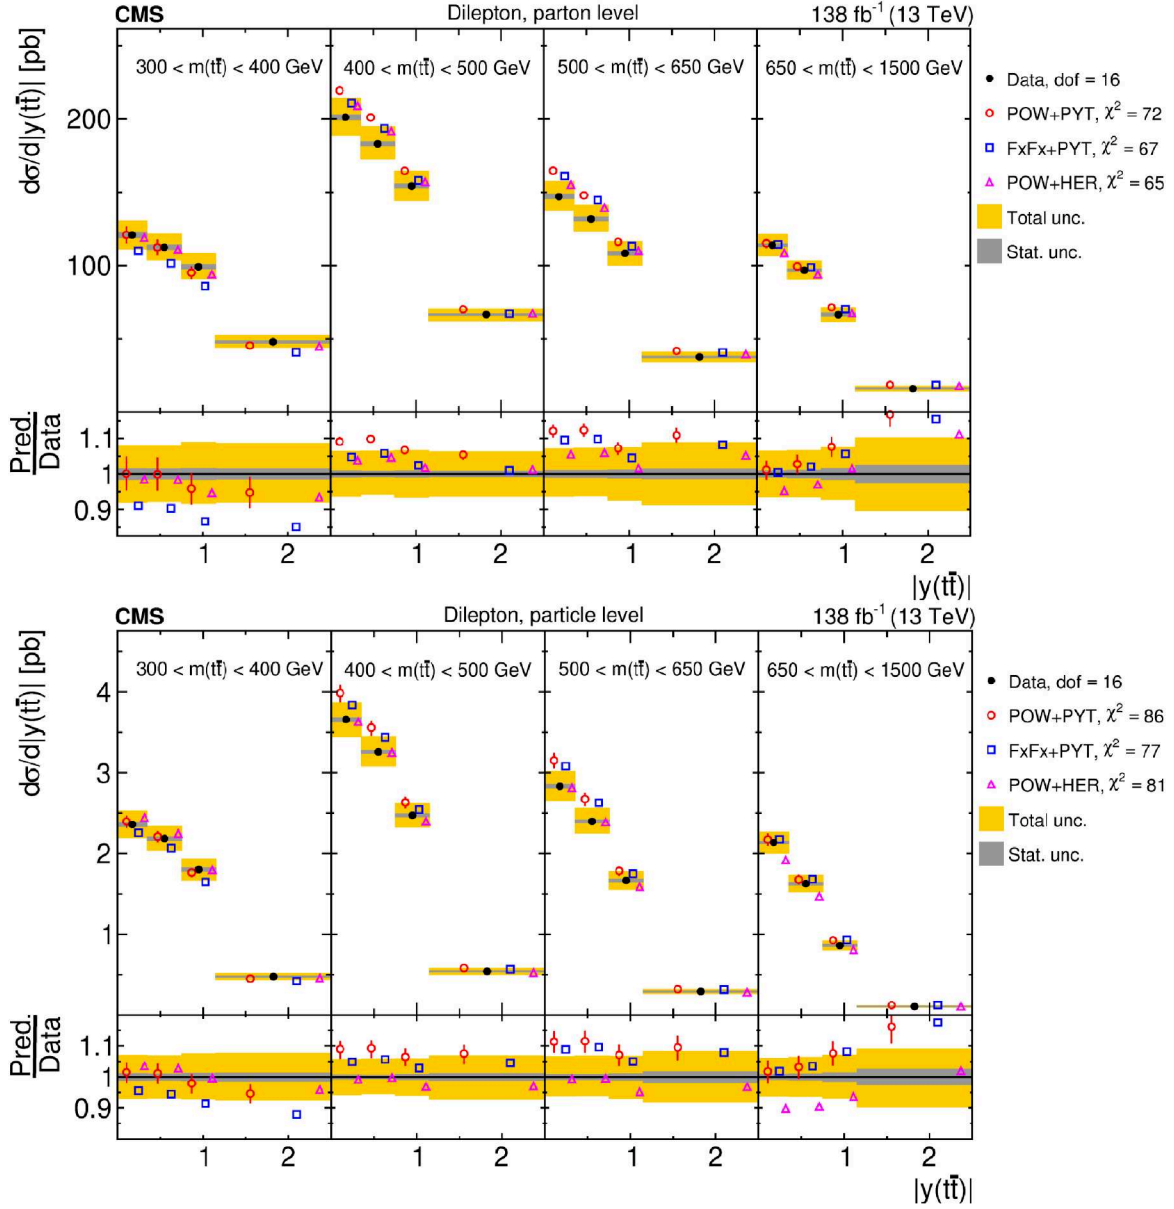 CMS Dilepton, parton level 138 fb⁻¹ (13 TeV)
dσ/d|y(tt̄)| [pb]
300 < m(tt̄) < 400 GeV 400 < m(tt̄) < 500 GeV 500 < m(tt̄) < 650 GeV 650 < m(tt̄) < 1500 GeV
200
100
Data, dof = 16
POW+PYT, χ² = 72
FxFx+PYT, χ² = 67
POW+HER, χ² = 65
Total unc.
Stat. unc.
Pred.
Data
1.1
1
0.9
1 2 1 2 1 2 1 2
|y(tt̄)|
CMS Dilepton, particle level 138 fb⁻¹ (13 TeV)
dσ/d|y(tt̄)| [pb]
300 < m(tt̄) < 400 GeV 400 < m(tt̄) < 500 GeV 500 < m(tt̄) < 650 GeV 650 < m(tt̄) < 1500 GeV
4
3
2
1
Data, dof = 16
POW+PYT, χ² = 86
FxFx+PYT, χ² = 77
POW+HER, χ² = 81
Total unc.
Stat. unc.
Pred.
Data
1.1
1
0.9
1 2 1 2 1 2 1 2
|y(tt̄)|